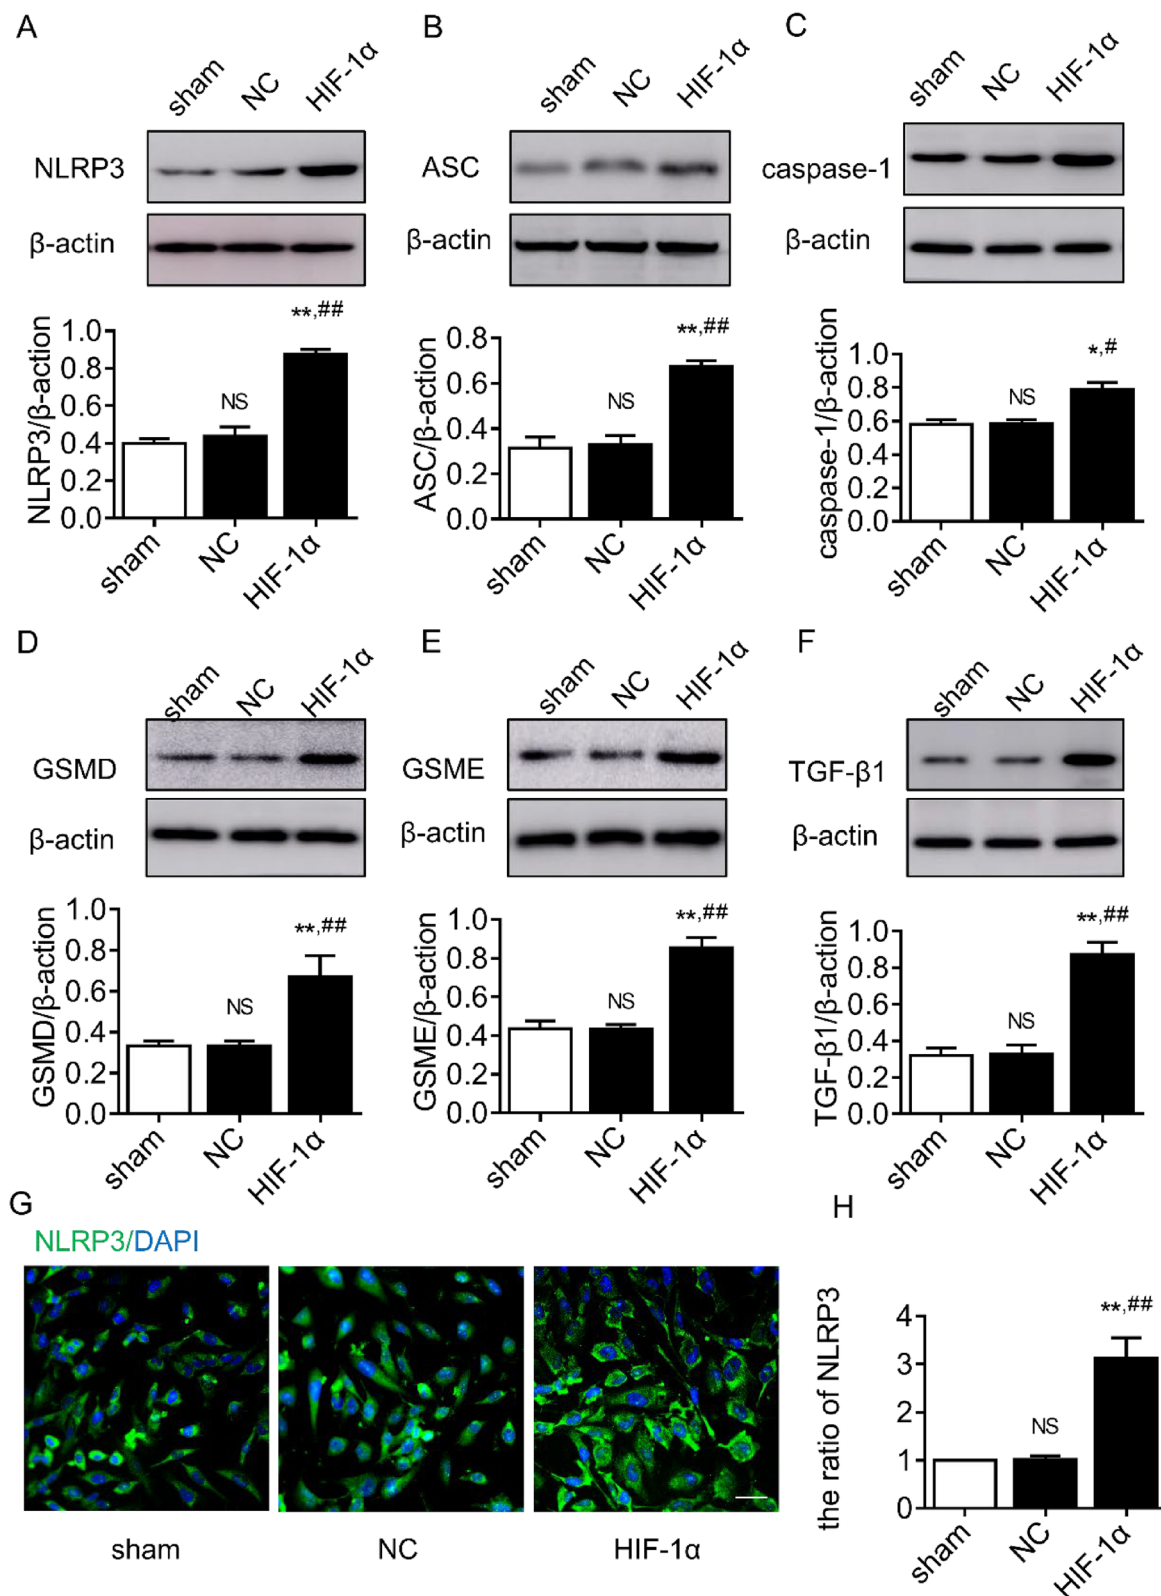 A
sham NC HIF-1α
NLRP3
β-actin
NLRP3/β-action
1.0
0.8
0.6
0.4
0.2
0.0
NS
**,##
sham NC HIF-1α
B
sham NC HIF-1α
ASC
β-actin
ASC/β-action
0.8
0.6
0.4
0.2
0.0
NS
**,##
sham NC HIF-1α
C
sham NC HIF-1α
caspase-1
β-actin
caspase-1/β-action
1.0
0.8
0.6
0.4
0.2
0.0
NS
*,#
sham NC HIF-1α
D
sham NC HIF-1α
GSMD
β-actin
GSMD/β-action
1.0
0.8
0.6
0.4
0.2
0.0
NS
**,##
sham NC HIF-1α
E
sham NC HIF-1α
GSME
β-actin
GSME/β-action
1.0
0.8
0.6
0.4
0.2
0.0
NS
**,##
sham NC HIF-1α
F
sham NC HIF-1α
TGF-β1
β-actin
TGF-β1/β-action
1.0
0.8
0.6
0.4
0.2
0.0
NS
**,##
sham NC HIF-1α
G
NLRP3/DAPI
sham NC HIF-1α
H
the ratio of NLRP3
4
3
2
1
0
NS
**,##
sham NC HIF-1α